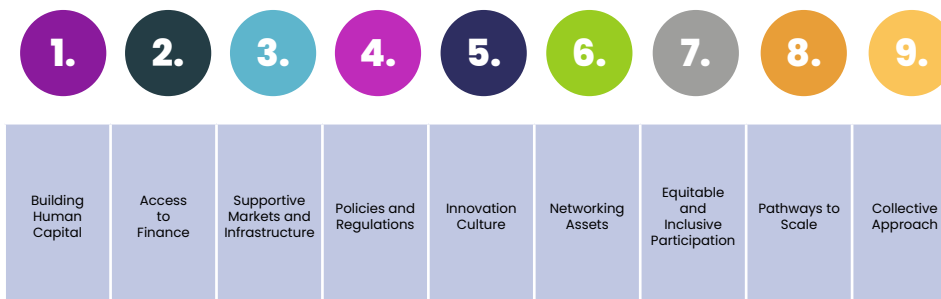 1.
2.
3.
4.
5.
6.
7.
8.
9.
Building
Human
Capital
Access
to
Finance
Supportive
Markets and
Infrastructure
Policies and
Regulations
Innovation
Culture
Networking
Assets
Equitable
and
Inclusive
Participation
Pathways to
Scale
Collective
Approach